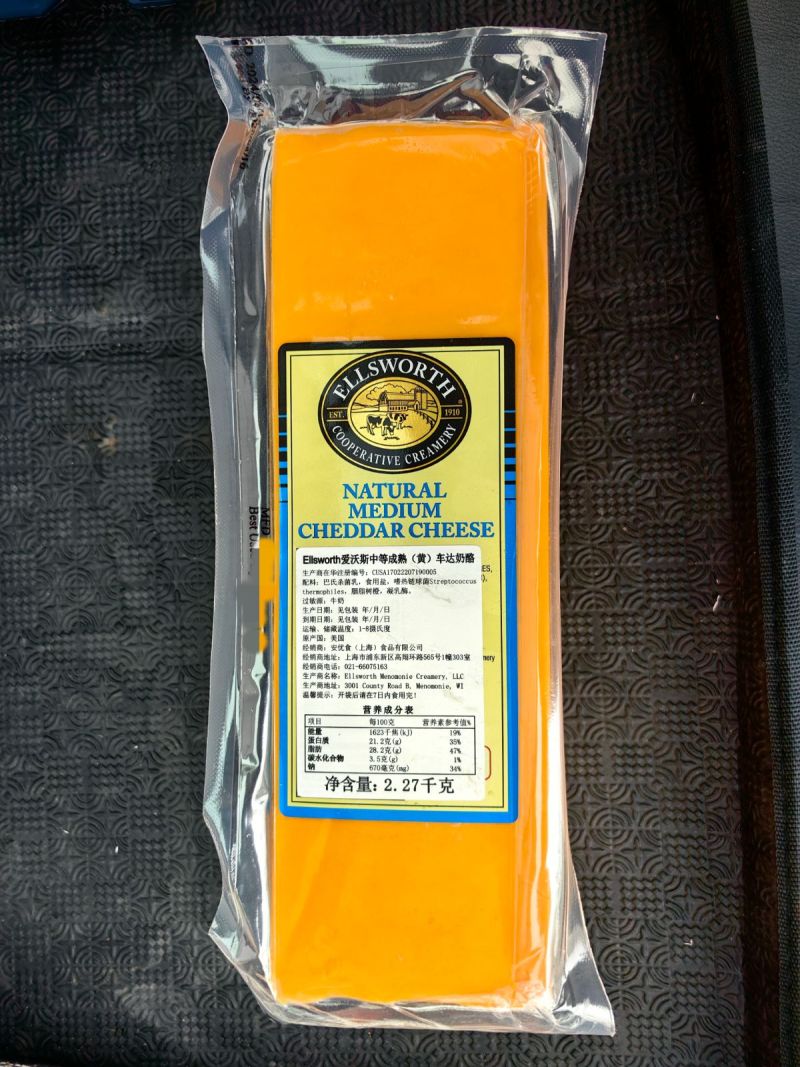 ELLSWORTH
EST. 1910
COOPERATIVE CREAMERY
NATURAL
MEDIUM
CHEDDAR CHEESE
Ellsworth爱沃斯中等成熟（黄）车达奶酪
生产商在华注册编号：CUSA17022207190005
配料：巴氏杀菌乳，食用盐，嗜热链球菌Streptococcus
thermophiles，胭脂树橙，凝乳酶。
过敏源：牛奶
生产日期：见包装 年/月/日
到期日期：见包装 年/月/日
运输、储藏温度：1-8摄氏度
原产国：美国
经销商：安优食（上海）食品有限公司
经销商地址：上海市浦东新区高翔环路565号1幢303室
经销商电话：021-66075163
生产商名称：Ellsworth Menomonie Creamery, LLC
生产商地址：3001 County Road B, Menomonie, WI
温馨提示：开袋后请在7日内食用完！
营养成分表
项目 每100克 营养素参考值%
能量 1623千焦(kJ) 19%
蛋白质 21.2克(g) 35%
脂肪 28.2克(g) 47%
碳水化合物 3.5克(g) 1%
钠 670毫克(mg) 34%
净含量：2.27千克
MFD
Best